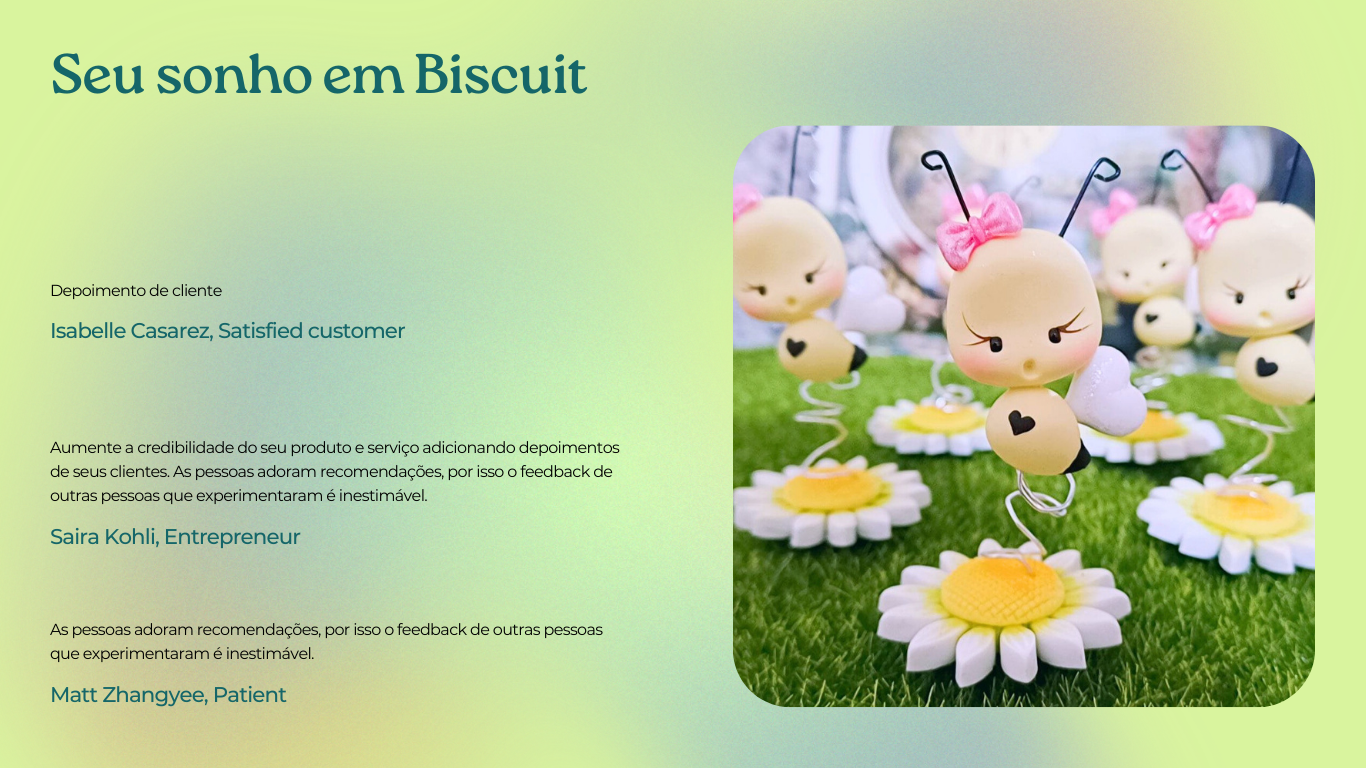 Seu sonho em Biscuit
Depoimento de cliente
Isabelle Casarez, Satisfied customer
Aumente a credibilidade do seu produto e serviço adicionando depoimentos
de seus clientes. As pessoas adoram recomendações, por isso o feedback de
outras pessoas que experimentaram é inestimável.
Saira Kohli, Entrepreneur
As pessoas adoram recomendações, por isso o feedback de outras pessoas
que experimentaram é inestimável.
Matt Zhangyee, Patient